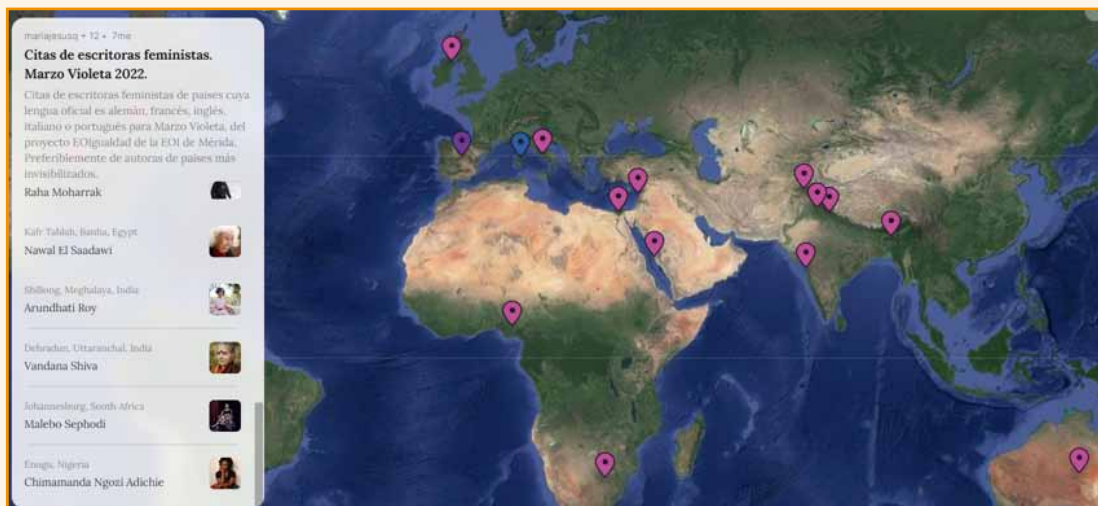 mariajesusq + 12 • 7me
Citas de escritoras feministas.
Marzo Violeta 2022.
Citas de escritoras feministas de países cuya
lengua oficial es alemán, francés, inglés,
italiano o portugués para Marzo Violeta, del
proyecto EOIgualdad de la EOI de Mérida.
Preferiblemente de autoras de países más
invisibilizados.
Raha Moharrak
Kafr Tahlah, Banha, Egypt
Nawal El Saadawi
Shillong, Meghalaya, India
Arundhati Roy
Dehradun, Uttaranchal, India
Vandana Shiva
Johannesburg, South Africa
Malebo Sephodi
Enugu, Nigeria
Chimamanda Ngozi Adichie